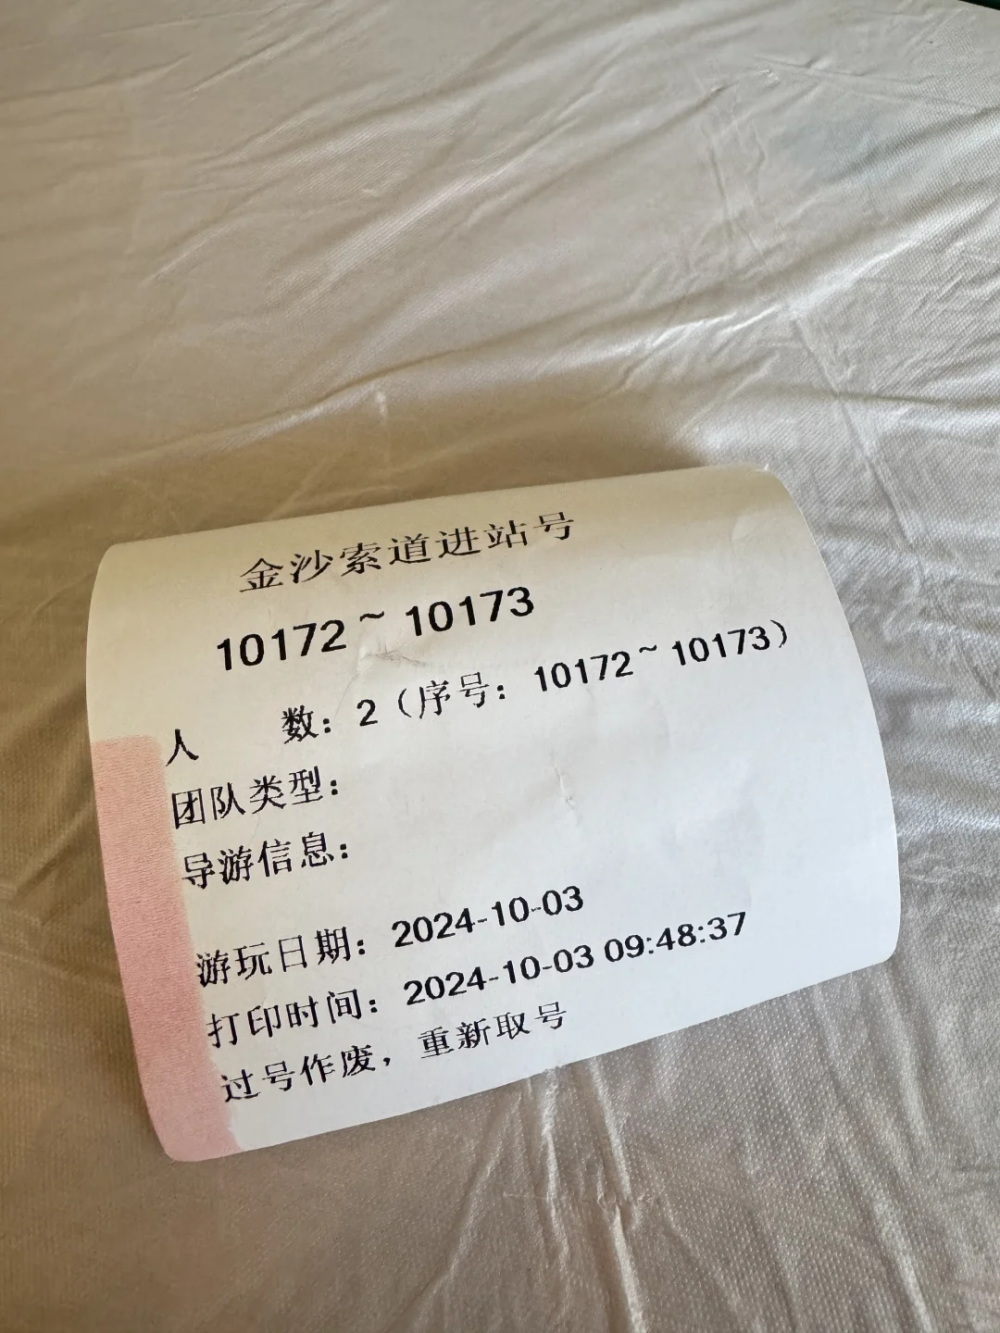 金沙索道进站号
10172~10173
人 数：2（序号：10172~10173）
团队类型：
导游信息：
游玩日期：2024-10-03
打印时间：2024-10-03 09:48:37
过号作废，重新取号